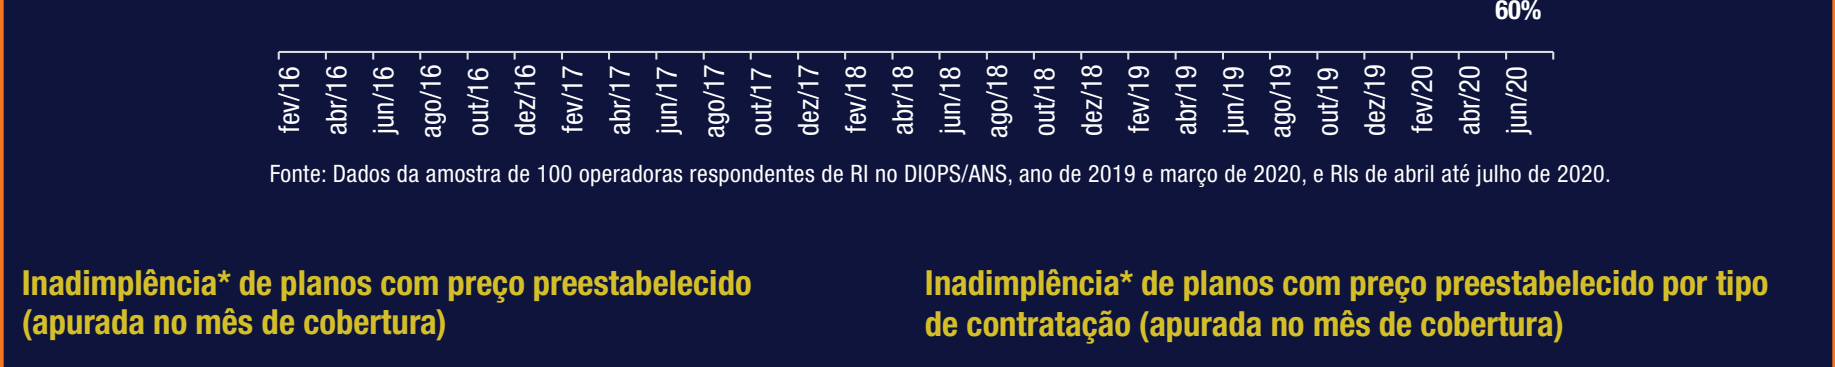 60%
fev/16
abr/16
jun/16
ago/16
out/16
dez/16
fev/17
abr/17
jun/17
ago/17
out/17
dez/17
fev/18
abr/18
jun/18
ago/18
out/18
dez/18
fev/19
abr/19
jun/19
ago/19
out/19
dez/19
fev/20
abr/20
jun/20
Fonte: Dados da amostra de 100 operadoras respondentes de RI no DIOPS/ANS, ano de 2019 e março de 2020, e RIs de abril até julho de 2020.
Inadimplência* de planos com preço preestabelecido
(apurada no mês de cobertura)
Inadimplência* de planos com preço preestabelecido por tipo
de contratação (apurada no mês de cobertura)